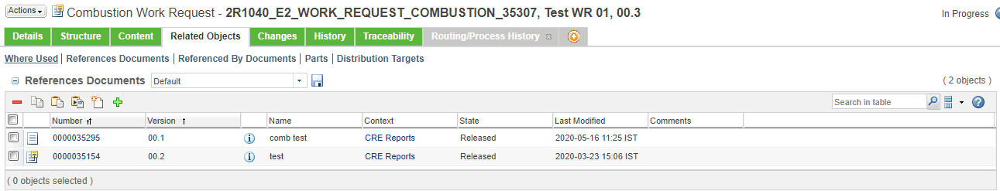 Actions Combustion Work Request - 2R1040_E2_WORK_REQUEST_COMBUSTION_35307, Test WR 01, 00.3 In Progress
Details Structure Content Related Objects Changes History Traceability Routing/Process History
Where Used References Documents Referenced By Documents Parts Distribution Targets
References Documents Default ( 2 objects )
Search in table
Number Version Name Context State Last Modified Comments
0000035295 00.1 comb test CRE Reports Released 2020-05-16 11:25 IST
0000035154 00.2 test CRE Reports Released 2020-03-23 15:06 IST
( 0 objects selected )